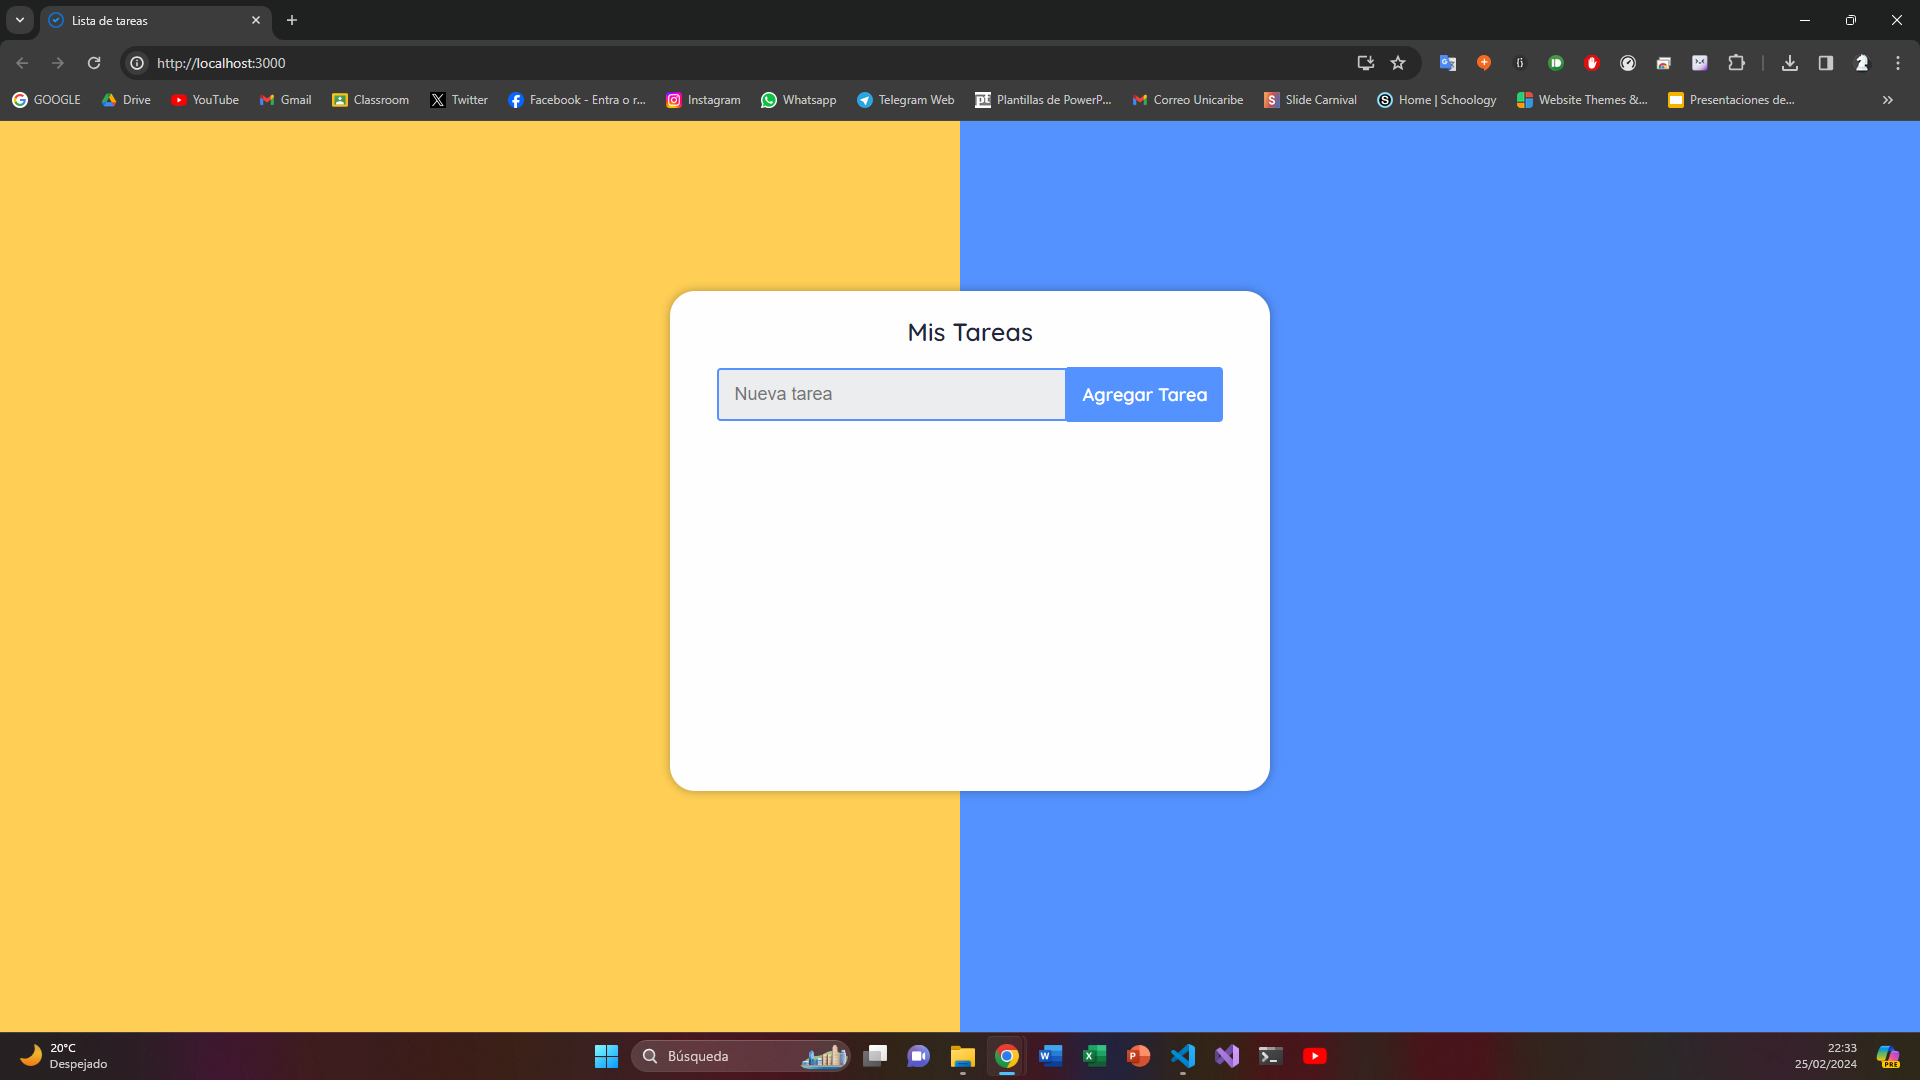 Lista de tareas
http://localhost:3000
GOOGLE
Drive
YouTube
Gmail
Classroom
Twitter
Facebook - Entra o r...
Instagram
Whatsapp
Telegram Web
Plantillas de PowerP...
Correo Unicaribe
Slide Carnival
Home | Schoology
Website Themes &...
Presentaciones de...
Mis Tareas
Nueva tarea
Agregar Tarea
20°C
Despejado
Búsqueda
22:33
25/02/2024
PRE